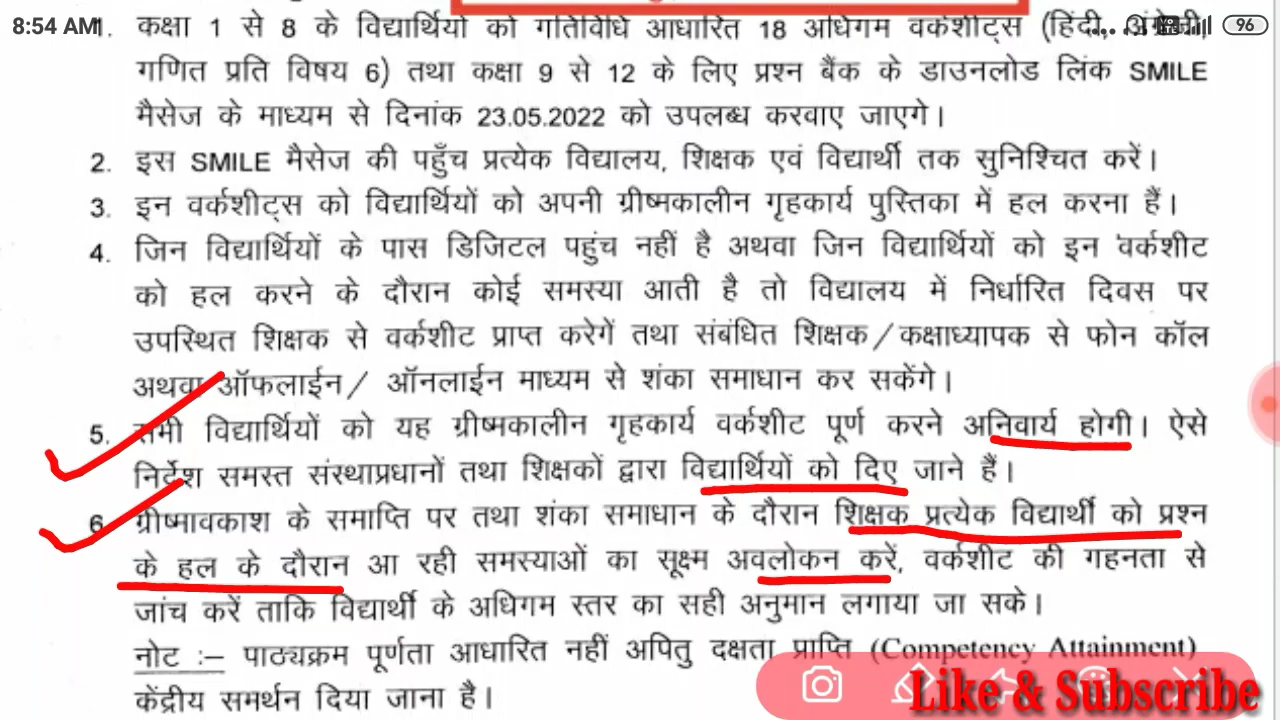 8:54 AM
96
1. कक्षा 1 से 8 के विद्यार्थियों को गतिविधि आधारित 18 अधिगम वर्कशीट्स (हिंदी,
गणित प्रति विषय 6) तथा कक्षा 9 से 12 के लिए प्रश्न बैंक के डाउनलोड लिंक SMILE
मैसेज के माध्यम से दिनांक 23.05.2022 को उपलब्ध करवाए जाएगे।
2. इस SMILE मैसेज की पहुँच प्रत्येक विद्यालय, शिक्षक एवं विद्यार्थी तक सुनिश्चित करें।
3. इन वर्कशीट्स को विद्यार्थियों को अपनी ग्रीष्मकालीन गृहकार्य पुस्तिका में हल करना हैं।
4. जिन विद्यार्थियों के पास डिजिटल पहुंच नहीं है अथवा जिन विद्यार्थियों को इन वर्कशीट
को हल करने के दौरान कोई समस्या आती है तो विद्यालय में निर्धारित दिवस पर
उपस्थित शिक्षक से वर्कशीट प्राप्त करेगें तथा संबंधित शिक्षक/कक्षाध्यापक से फोन कॉल
अथवा ऑफलाईन/ ऑनलाईन माध्यम से शंका समाधान कर सकेंगे।
5. सभी विद्यार्थियों को यह ग्रीष्मकालीन गृहकार्य वर्कशीट पूर्ण करने अनिवार्य होगी। ऐसे
निर्देश समस्त संस्थाप्रधानों तथा शिक्षकों द्वारा विद्यार्थियों को दिए जाने हैं।
6. ग्रीष्मावकाश के समाप्ति पर तथा शंका समाधान के दौरान शिक्षक प्रत्येक विद्यार्थी को प्रश्न
के हल के दौरान आ रही समस्याओं का सूक्ष्म अवलोकन करें, वर्कशीट की गहनता से
जांच करें ताकि विद्यार्थी के अधिगम स्तर का सही अनुमान लगाया जा सके।
नोट :– पाठ्यक्रम पूर्णता आधारित नहीं अपितु दक्षता प्राप्ति (Competency Attainment)
केंद्रीय समर्थन दिया जाना है।
Like & Subscribe